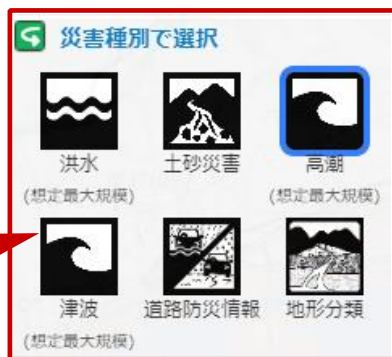 災害種別で選択
洪水 土砂災害 高潮
(想定最大規模) (想定最大規模)
津波 道路防災情報 地形分類
(想定最大規模)